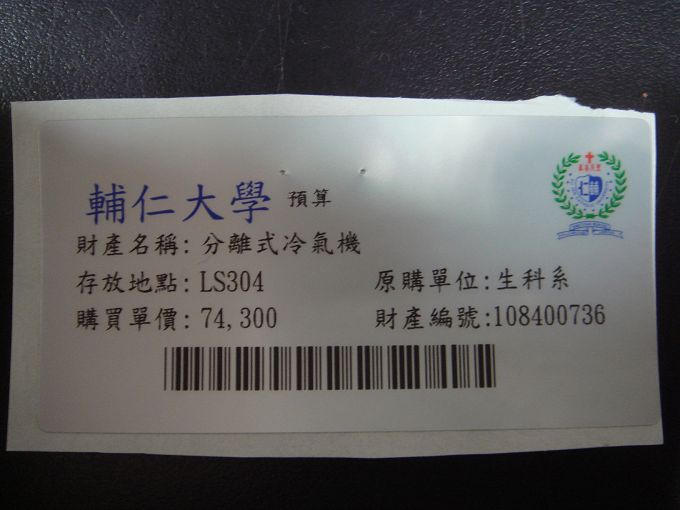 輔仁大學 預算
財產名稱: 分離式冷氣機
存放地點: LS304 原購單位: 生科系
購買單價: 74,300 財產編號:108400736